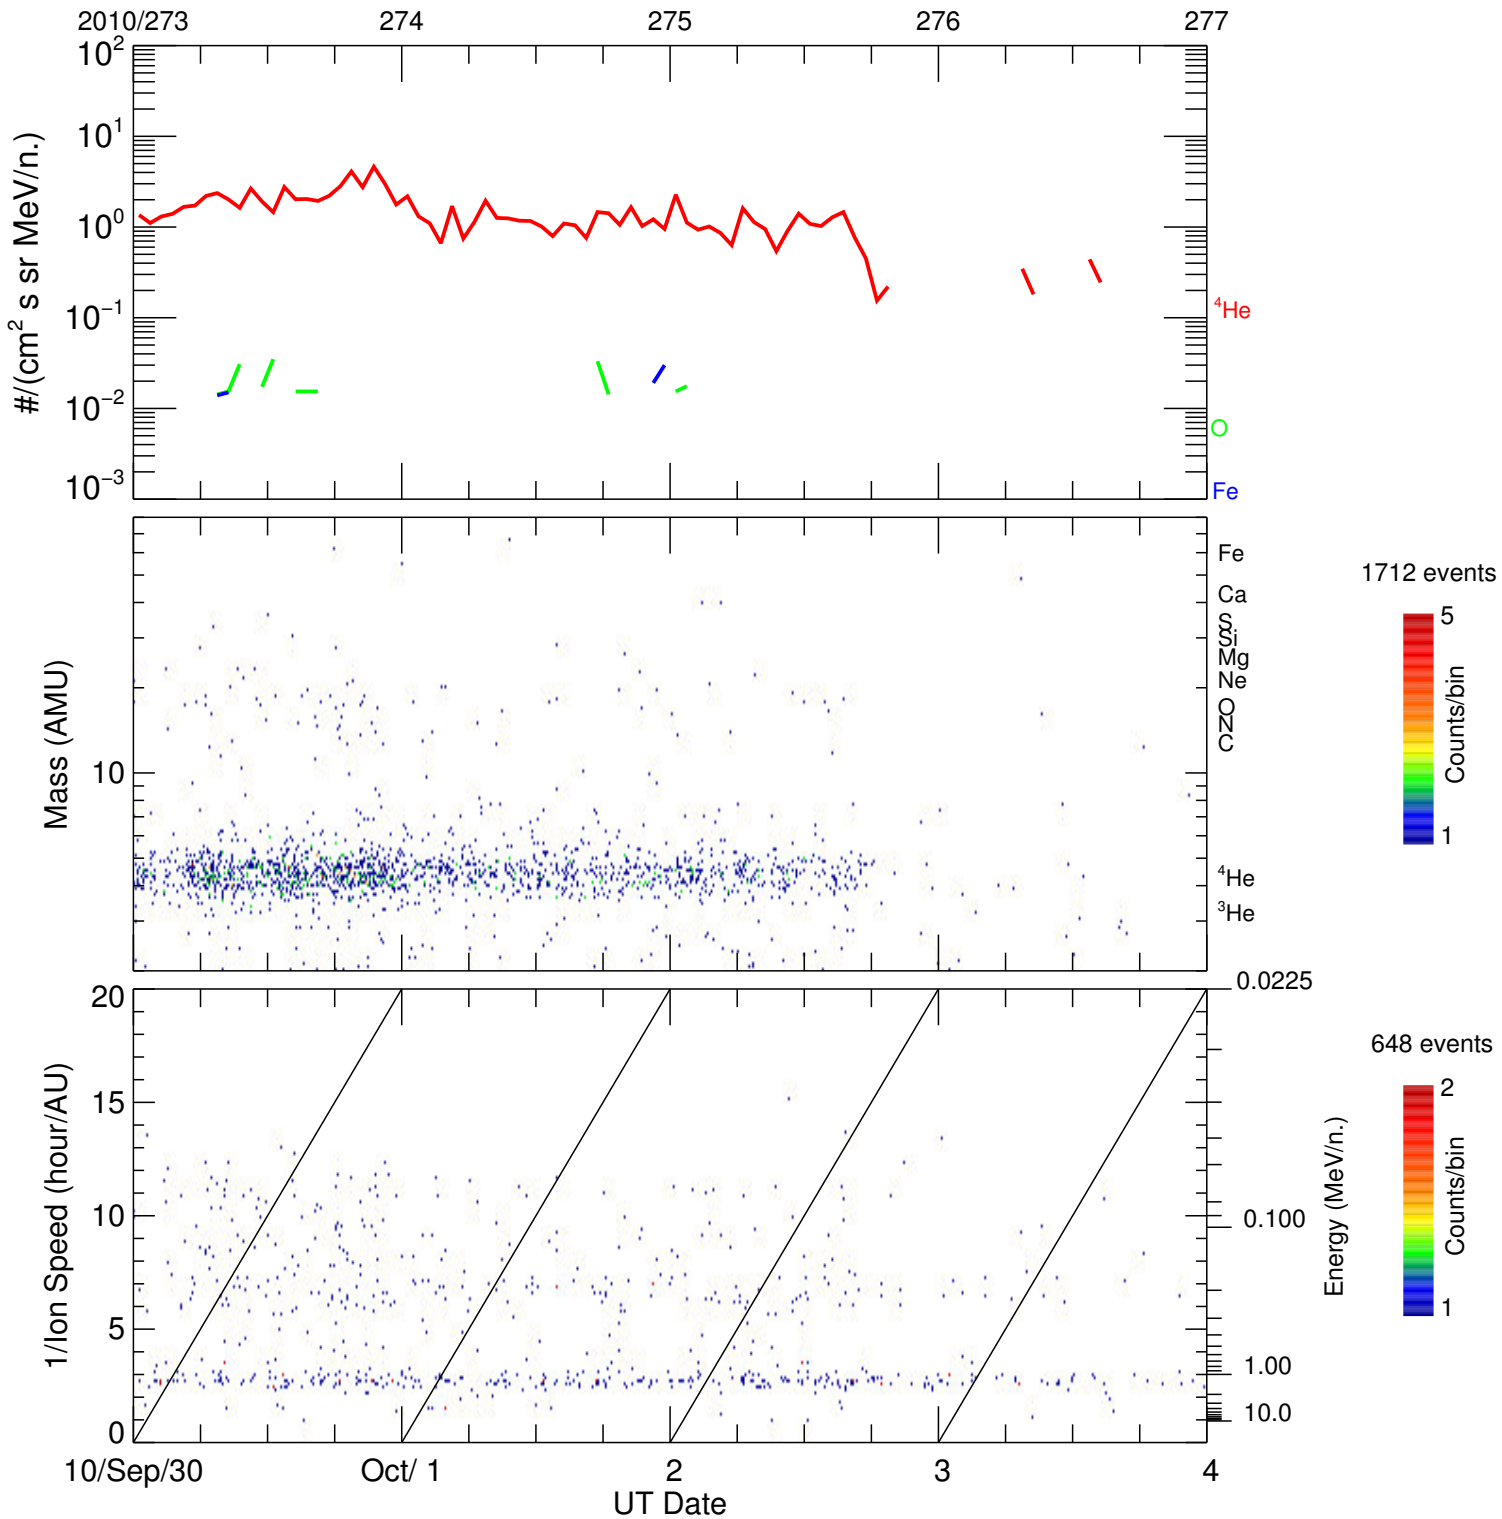 2010/273 274 275 276 277
10² 10¹ 10⁰ 10⁻¹ 10⁻² 10⁻³
#/(cm² s sr MeV/n.)
⁴He
O
Fe
Mass (AMU)
10
Fe
Ca
S
Si
Mg
Ne
O
N
C
⁴He
³He
1712 events
5
Counts/bin
1
1/Ion Speed (hour/AU)
20
15
10
5
0
0.0225
0.100
1.00
10.0
Energy (MeV/n.)
648 events
2
Counts/bin
1
10/Sep/30 Oct/ 1 2 3 4
UT Date